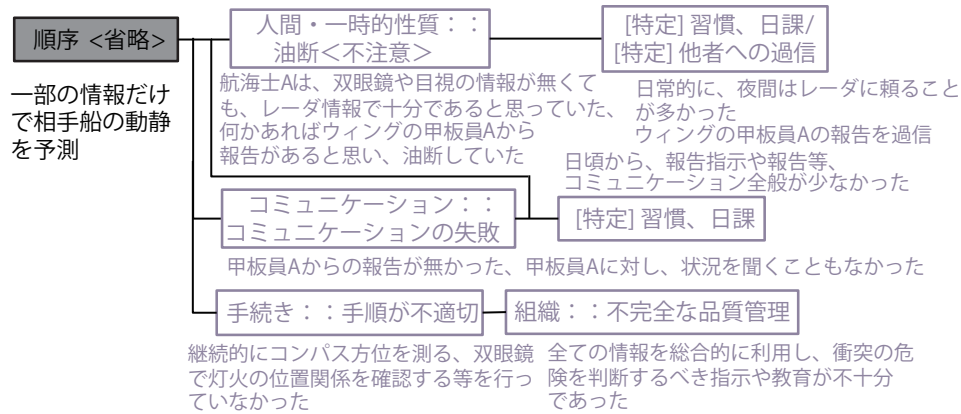 順序 <省略>
一部の情報だけ
で相手船の動静
を予測
人間・一時的性質：：
油断<不注意>
[特定] 習慣、日課/
[特定] 他者への過信
航海士Aは、双眼鏡や目視の情報が無くて
も、レーダ情報で十分であると思っていた、
何かあればウィングの甲板員Aから
報告があると思い、油断していた
日常的に、夜間はレーダに頼ること
が多かった
ウィングの甲板員Aの報告を過信
日頃から、報告指示や報告等、
コミュニケーション全般が少なかった
コミュニケーション：：
コミュニケーションの失敗
[特定] 習慣、日課
甲板員Aからの報告が無かった、甲板員Aに対し、状況を聞くこともなかった
手続き：：手順が不適切
組織：：不完全な品質管理
継続的にコンパス方位を測る、双眼鏡
で灯火の位置関係を確認する等を行っ
ていなかった
全ての情報を総合的に利用し、衝突の危
険を判断するべき指示や教育が不十分
であった